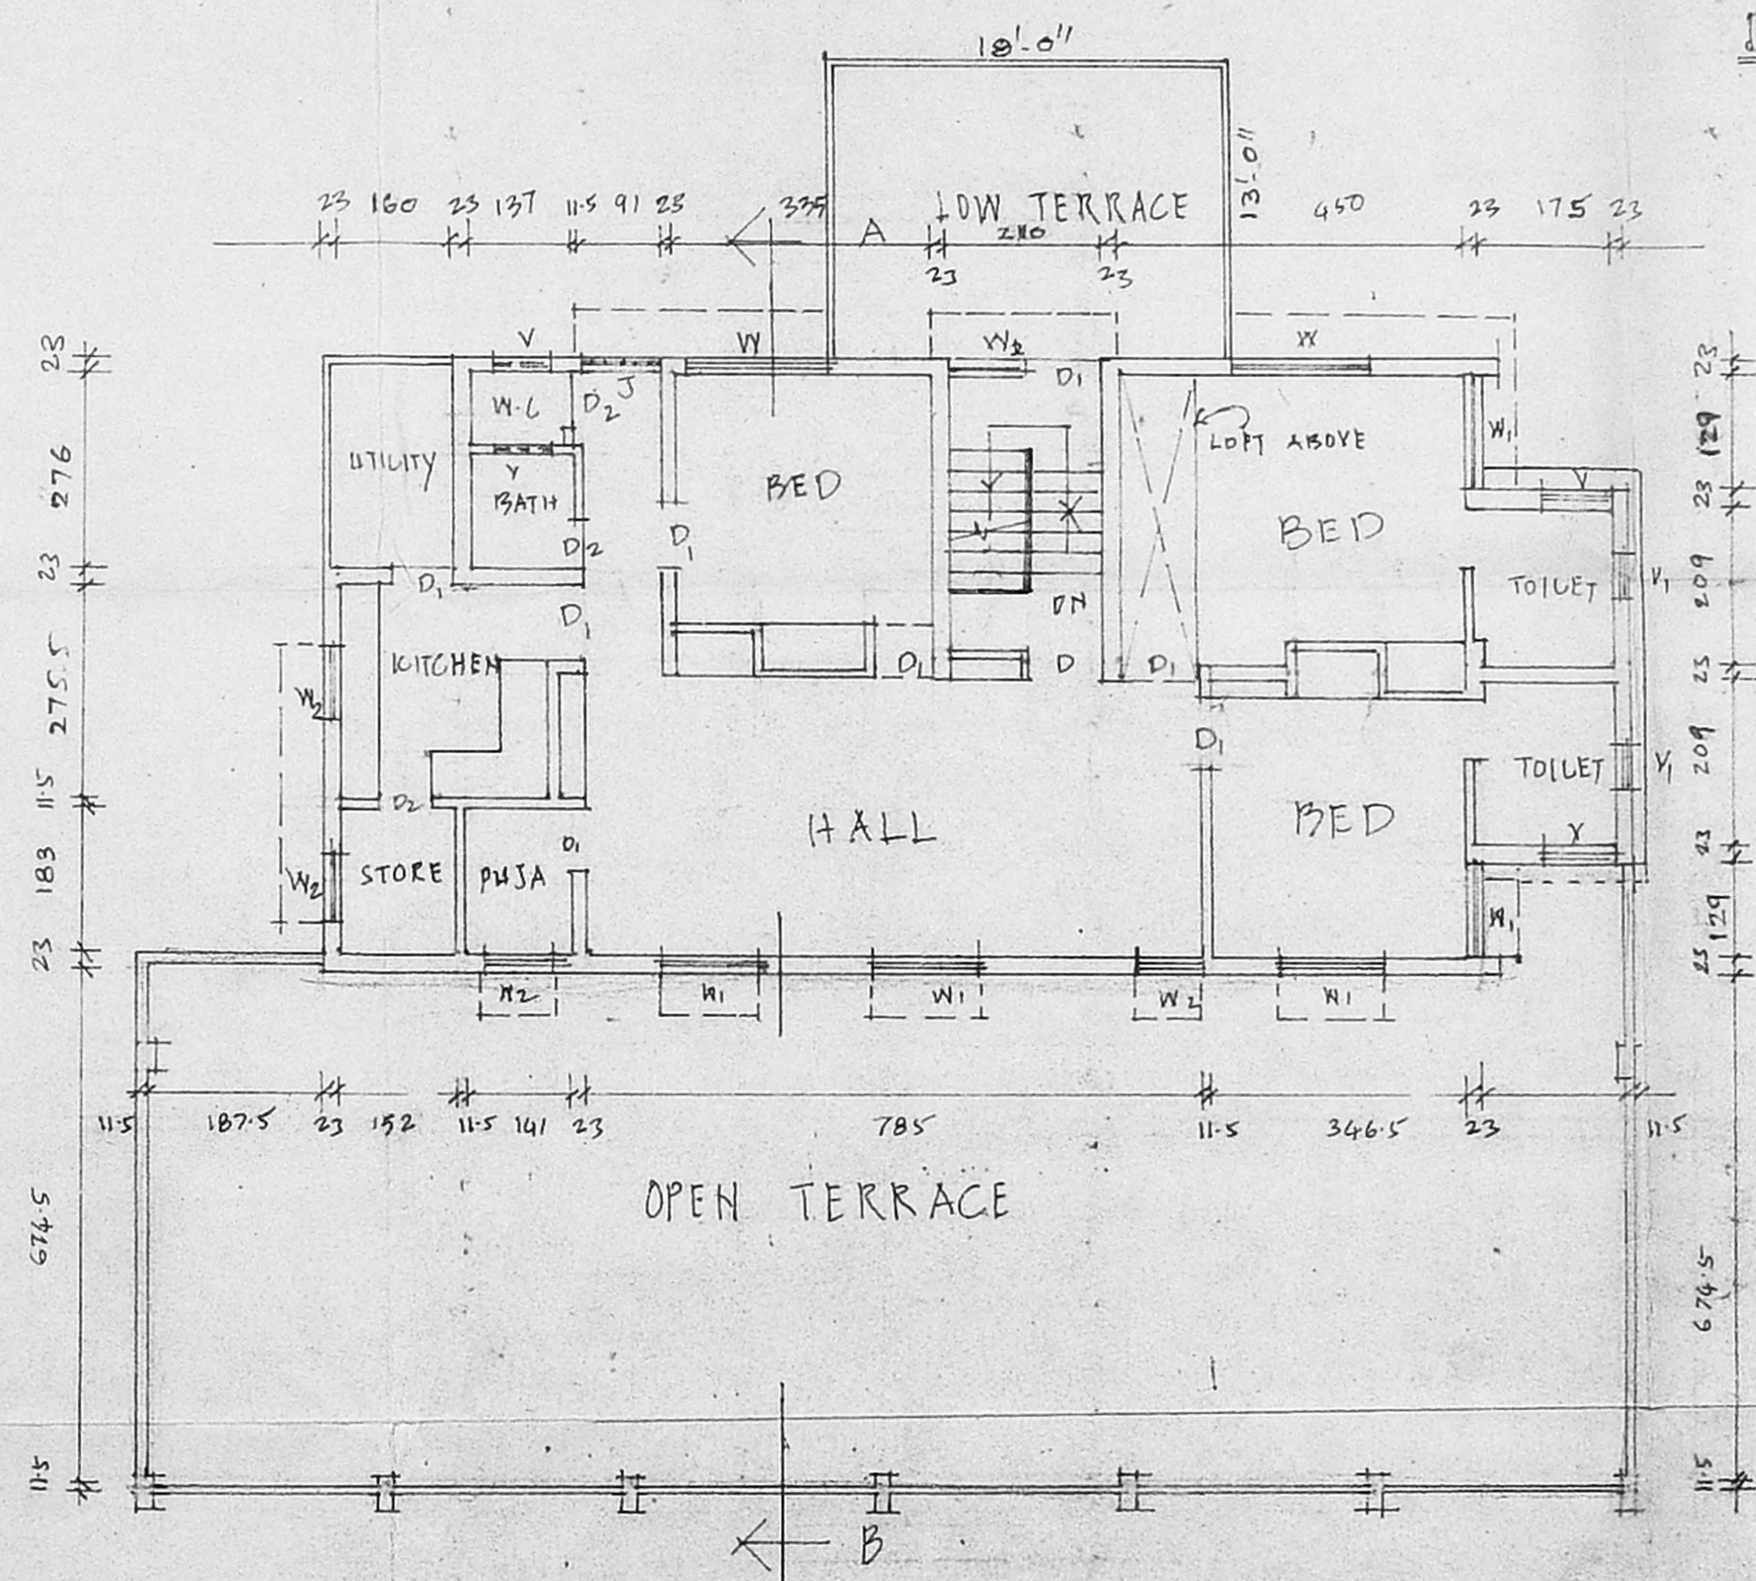 18'-0"
13'-0"
LOW TERRACE
23 160 23 137 11.5 91 23 335 210 450 23 175 23
A
23 23
V W W2 W
D1
23
23
W.C D2 J
W1
129
129
LOFT ABOVE
UTILITY
V
BED
276
BATH
V
23
BED
D1
D2
23
D1
TOILET V1 209
D1
DN
KITCHEN
D1 D D1
23
275.5
W2
D1
TOILET V1 209
11.5
D2
HALL
BED
V
23
D1
183
W2 STORE PUJA
W1
129
23
23
W2 W1 W1 W2 W1
11.5 187.5 23 152 11.5 141 23 785 11.5 346.5 23 11.5
OPEN TERRACE
674.5
674.5
11.5
11.5
B